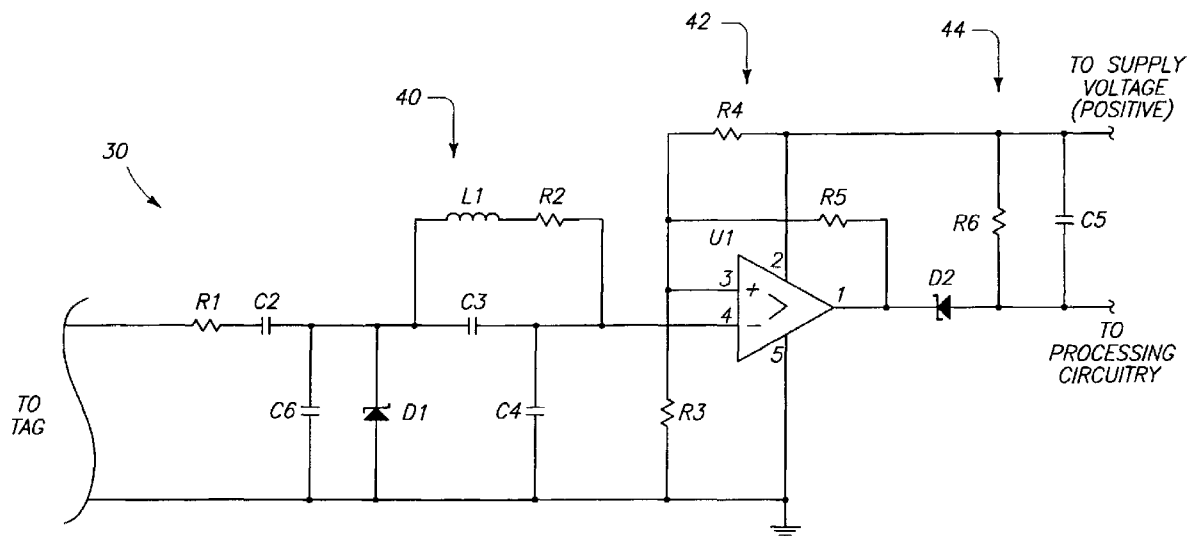 42
44
TO SUPPLY
VOLTAGE
(POSITIVE)
40
R4
30
L1
R2
R5
R6
C5
U1
2
R1
C2
C3
3
+
4
−
1
D2
5
TO
PROCESSING
CIRCUITRY
TO
TAG
C6
D1
C4
R3